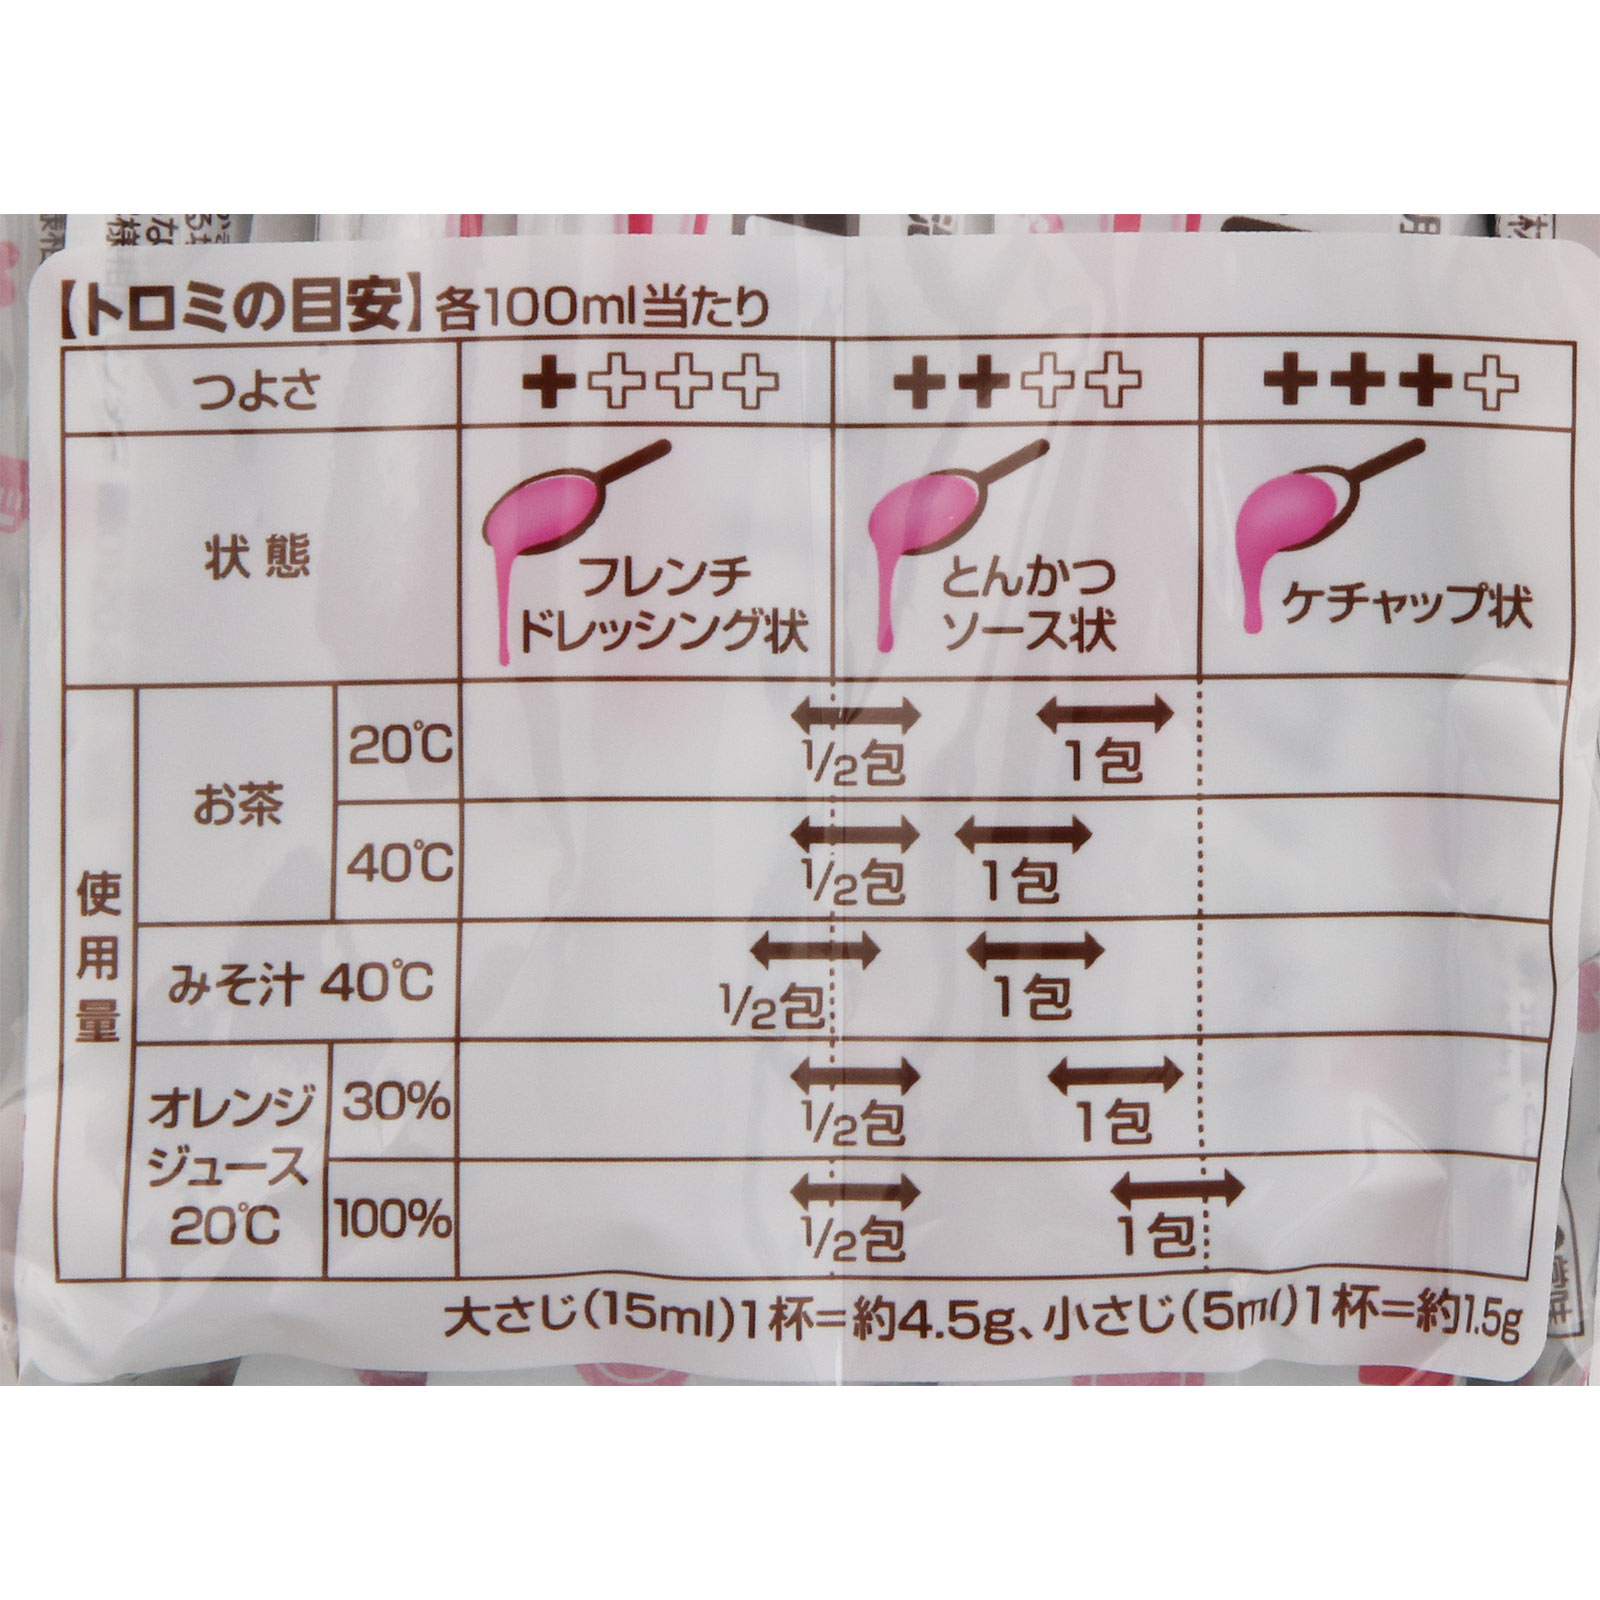 【トロミの目安】各100ml当たり
つよさ
状態
フレンチ
ドレッシング状
とんかつ
ソース状
ケチャップ状
使用量
お茶
20℃
1/2包
1包
40℃
1/2包
1包
みそ汁 40℃
1/2包
1包
オレンジ
ジュース
20℃
30%
1/2包
1包
100%
1/2包
1包
大さじ(15ml)1杯=約4.5g、小さじ(5ml)1杯=約1.5g